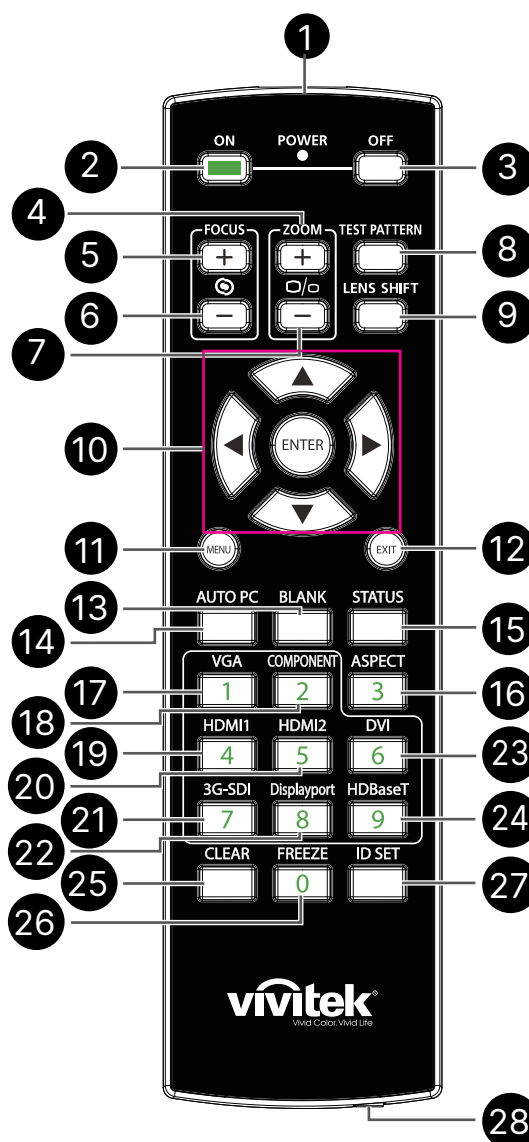 1
ON POWER OFF
2 3
4
FOCUS ZOOM TEST PATTERN
5 + + 8
LENS SHIFT
6 − − 9
7
10 ENTER
11 MENU EXIT 12
13
AUTO PC BLANK STATUS
14 15
VGA COMPONENT ASPECT
17 1 2 3 16
18
HDMI1 HDMI2 DVI
19 4 5 6 23
20
3G-SDI Displayport HDBaseT
21 7 8 9 24
22
CLEAR FREEZE ID SET
25 0 27
26
vivitek®
Vivid Color, Vivid Life
28